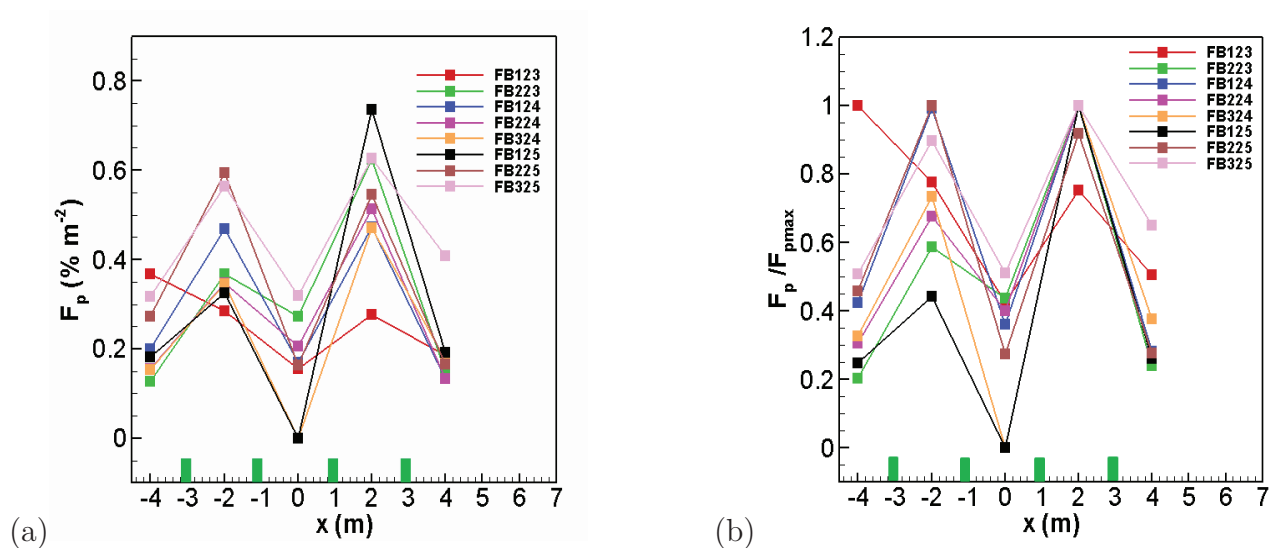 0.8
0.6
0.4
0.2
0
F_p (% m^-2)
FB123
FB223
FB124
FB224
FB324
FB125
FB225
FB325
-4 -3 -2 -1 0 1 2 3 4 5 6 7
x (m)
(a)
1.2
1
0.8
0.6
0.4
0.2
0
F_p /F_pmax
FB123
FB223
FB124
FB224
FB324
FB125
FB225
FB325
-4 -3 -2 -1 0 1 2 3 4 5 6 7
x (m)
(b)